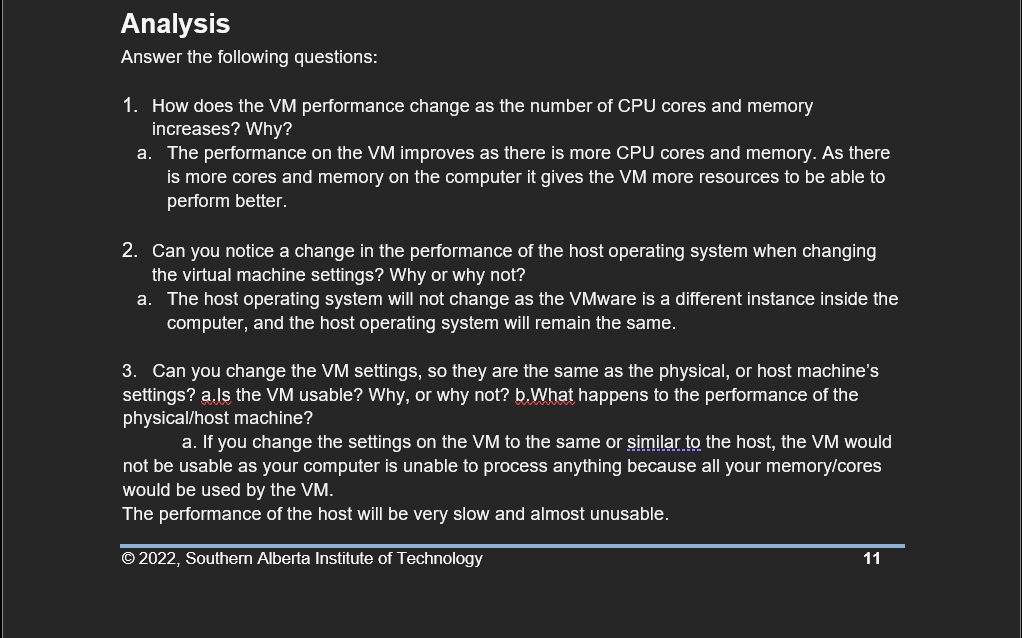 Analysis
Answer the following questions:
1. How does the VM performance change as the number of CPU cores and memory
increases? Why?
a. The performance on the VM improves as there is more CPU cores and memory. As there
is more cores and memory on the computer it gives the VM more resources to be able to
perform better.
2. Can you notice a change in the performance of the host operating system when changing
the virtual machine settings? Why or why not?
a. The host operating system will not change as the VMware is a different instance inside the
computer, and the host operating system will remain the same.
3. Can you change the VM settings, so they are the same as the physical, or host machine’s
settings? a.Is the VM usable? Why, or why not? b.What happens to the performance of the
physical/host machine?
a. If you change the settings on the VM to the same or similar to the host, the VM would
not be usable as your computer is unable to process anything because all your memory/cores
would be used by the VM.
The performance of the host will be very slow and almost unusable.
© 2022, Southern Alberta Institute of Technology 11